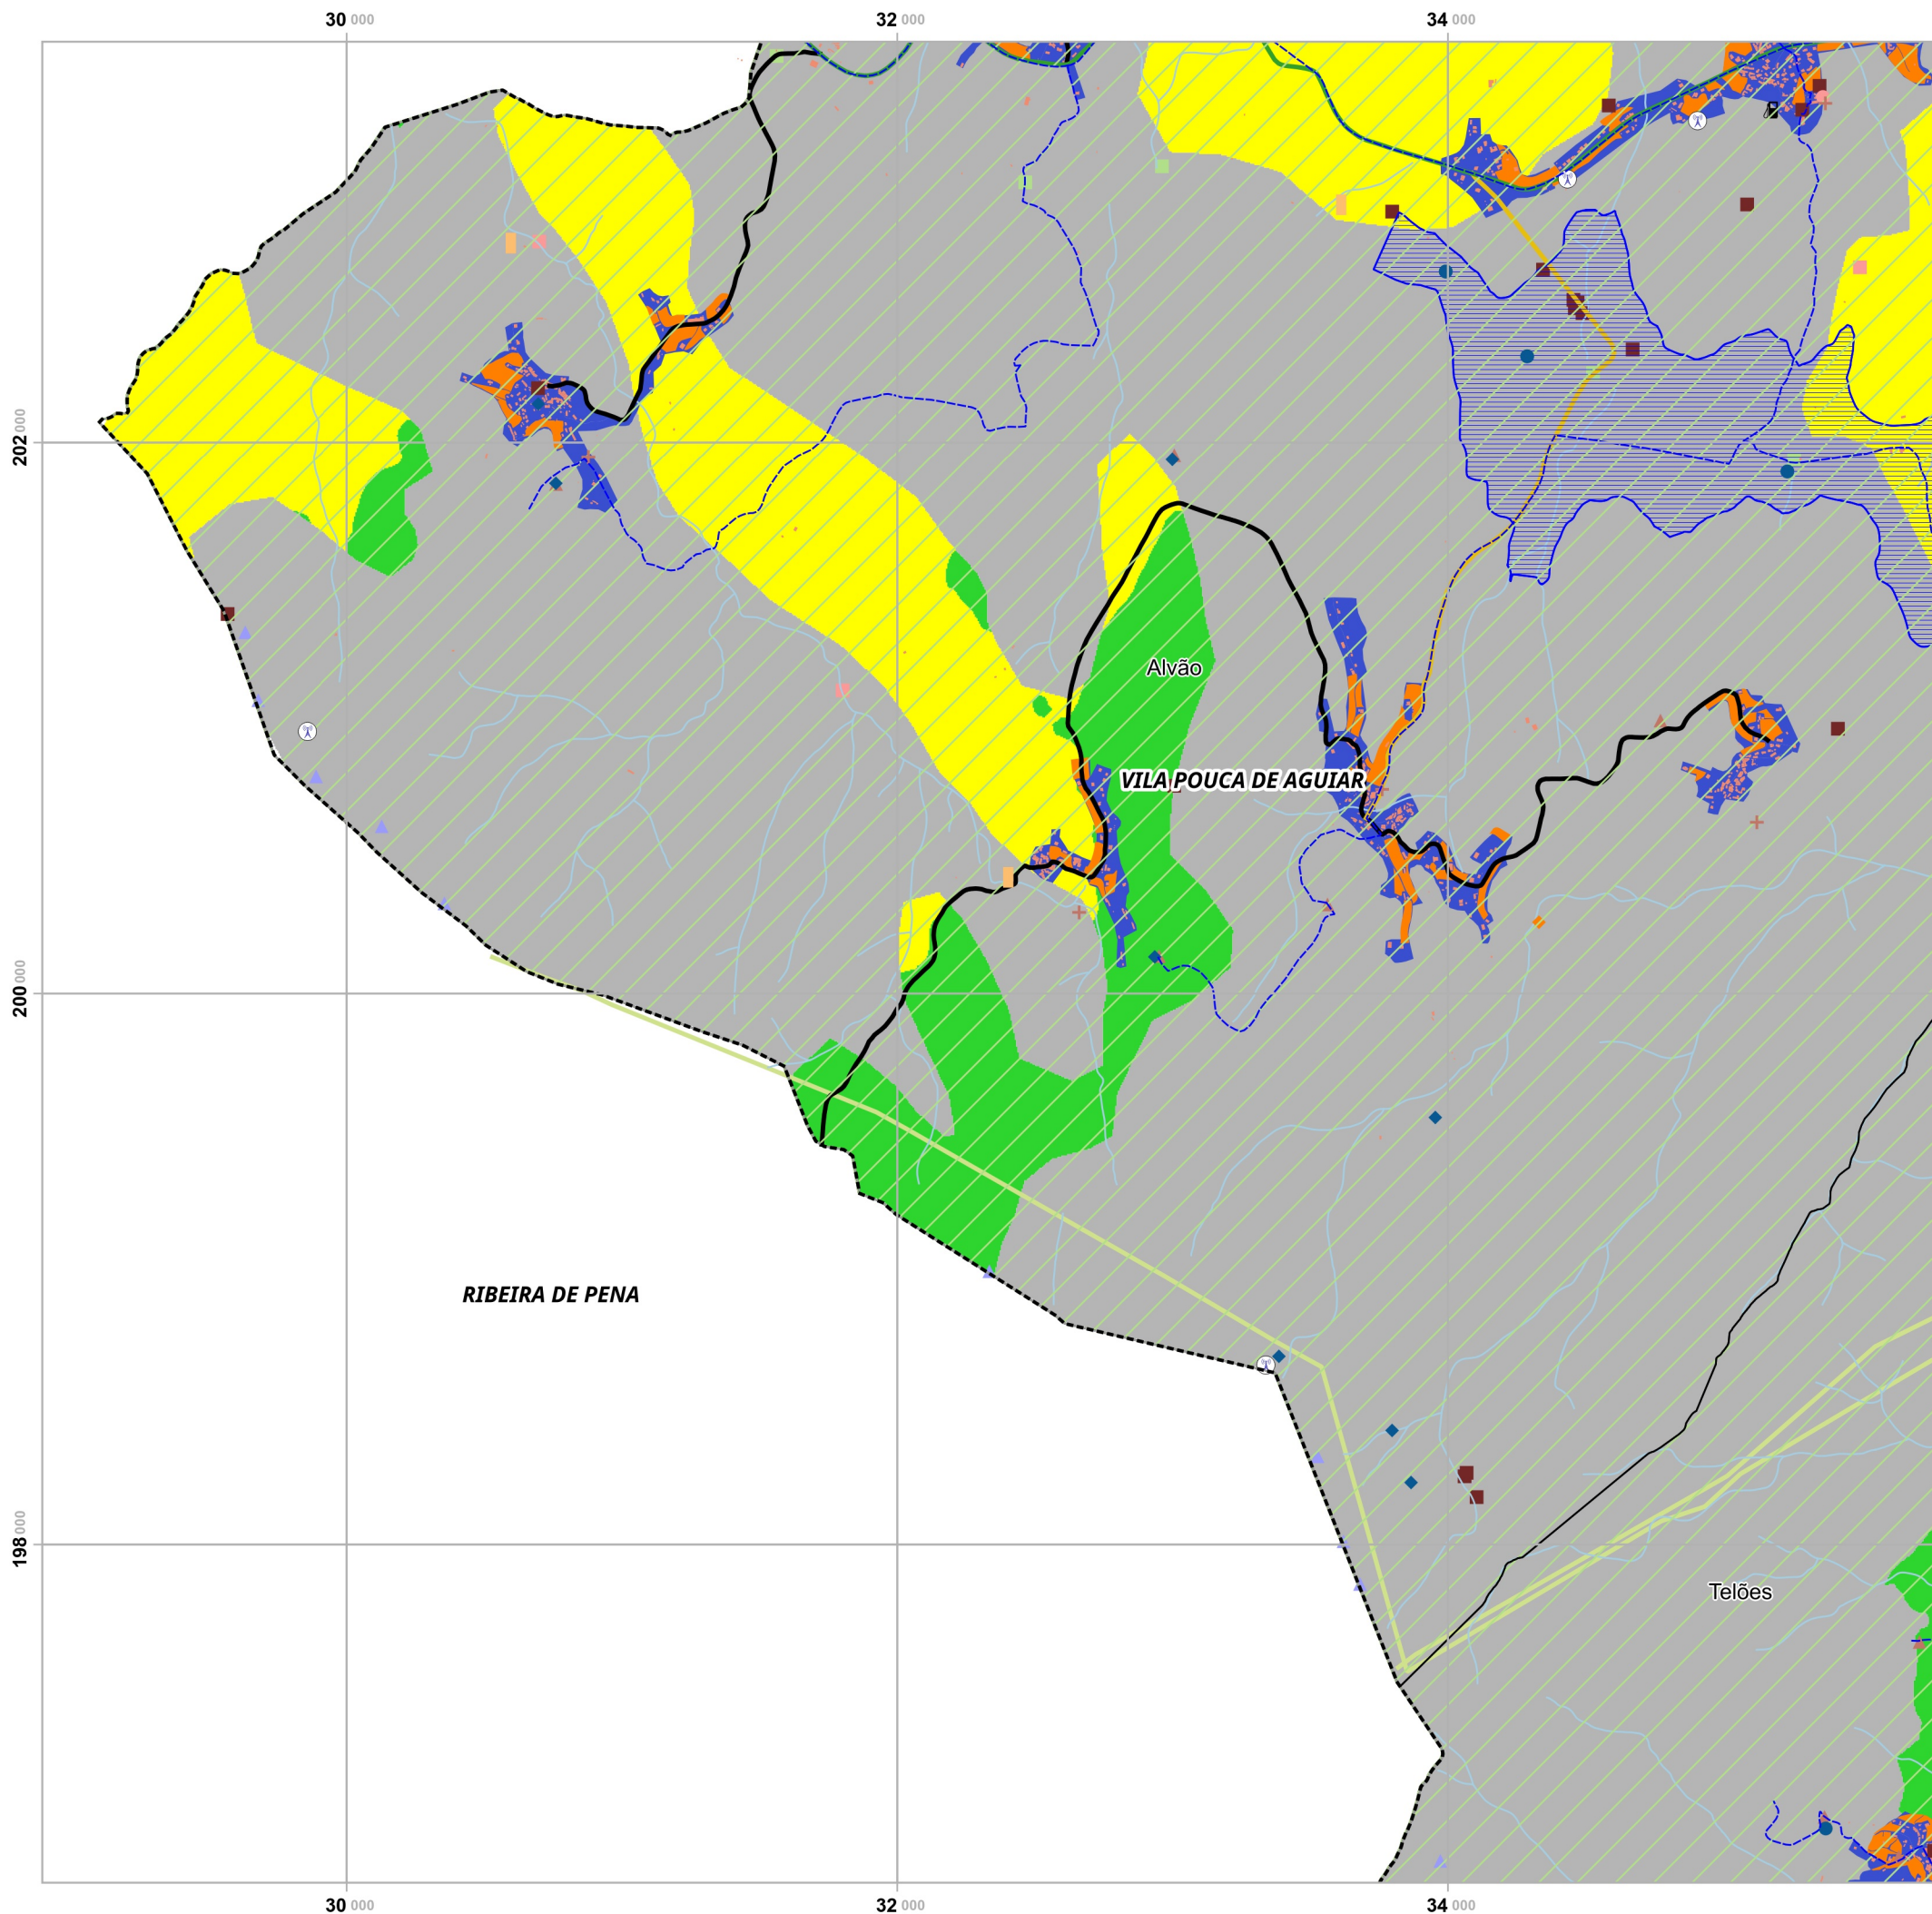 30 000
32 000
34 000
202 000
Alvão
VILA POUCA DE AGUIAR
200 000
RIBEIRA DE PENA
198 000
Telões
30 000
32 000
34 000